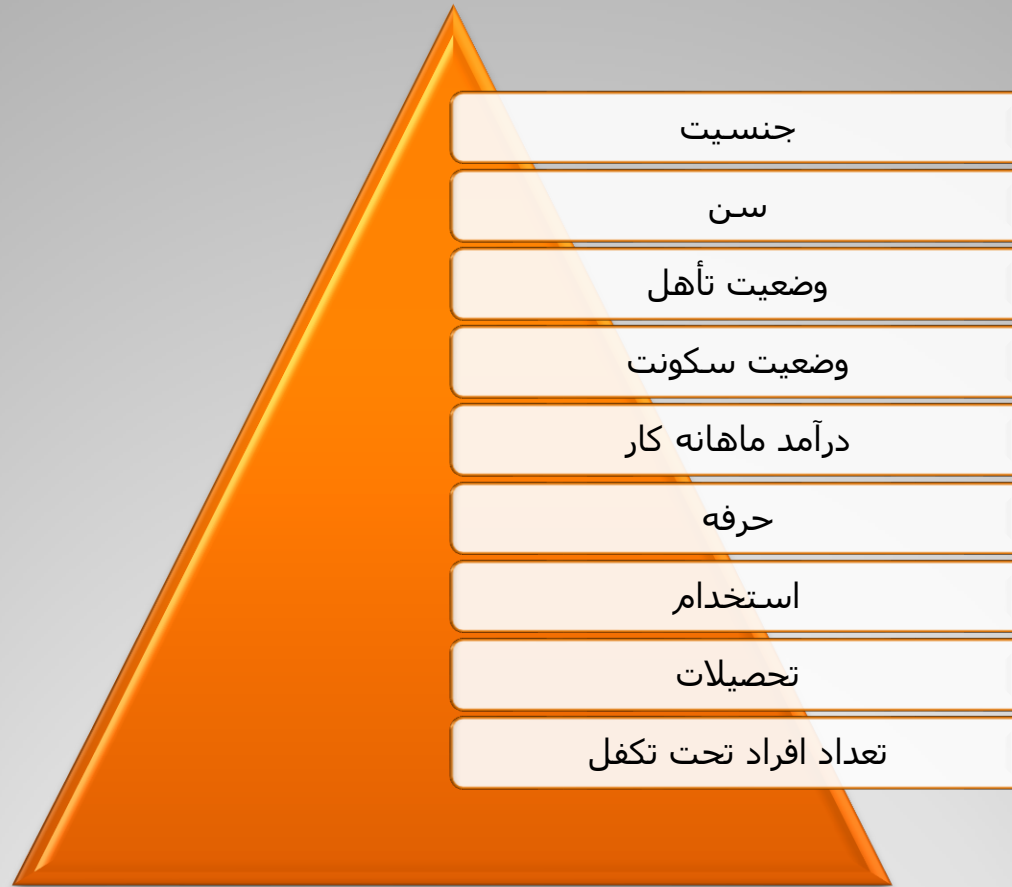 جنسیت
سن
وضعیت تأهل
وضعیت سکونت
درآمد ماهانه کار
حرفه
استخدام
تحصیلات
تعداد افراد تحت تکفل